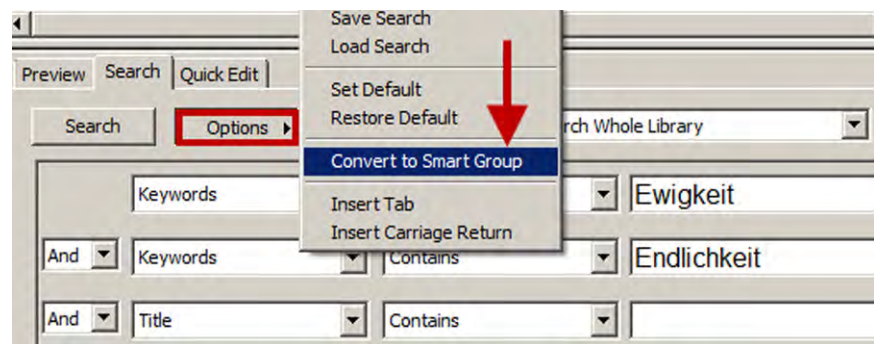 Save Search
Load Search
Preview Search Quick Edit
Set Default
Restore Default
Search Options rch Whole Library
Convert to Smart Group
Keywords Ewigkeit
Insert Tab
Insert Carriage Return
And Keywords Contains Endlichkeit
And Title Contains